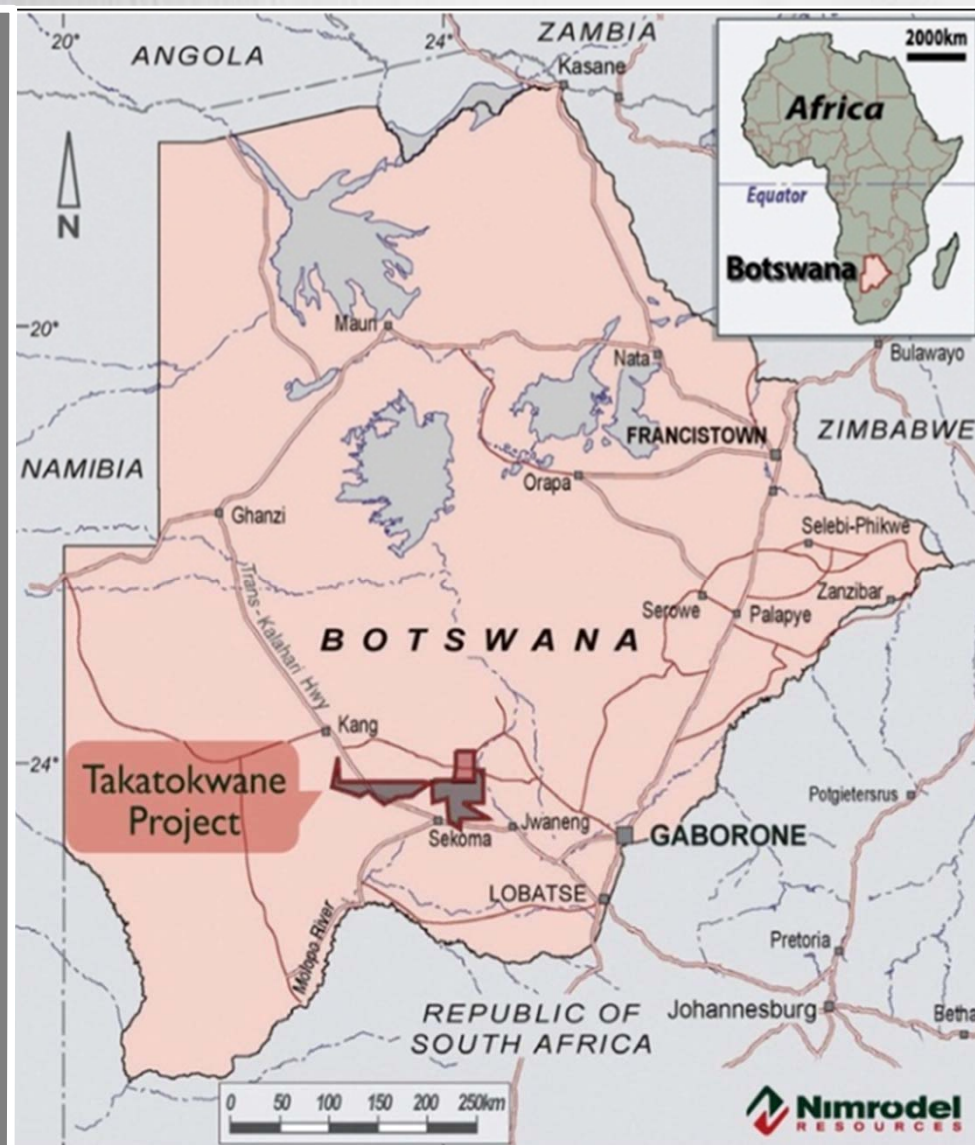 20°
24°
ANGOLA
ZAMBIA
Kasane
2000km
Africa
Equator
Botswana
N
20°
Maun
Nata
Bulawayo
FRANCISTOWN
ZIMBABWE
NAMIBIA
Orapa
Ghanzi
Selebi-Phikwe
Trans-Kalahari Hwy
Zanzibar
Serowe
Palapye
BOTSWANA
Kang
24°
Takatokwane
Project
Potgietersrus
Sekoma
Jwaneng
GABORONE
LOBATSE
Molopo River
Pretoria
REPUBLIC OF
SOUTH AFRICA
Johannesburg
Betha
0 50 100 150 200 250km
Nimrodel
RESOURCES